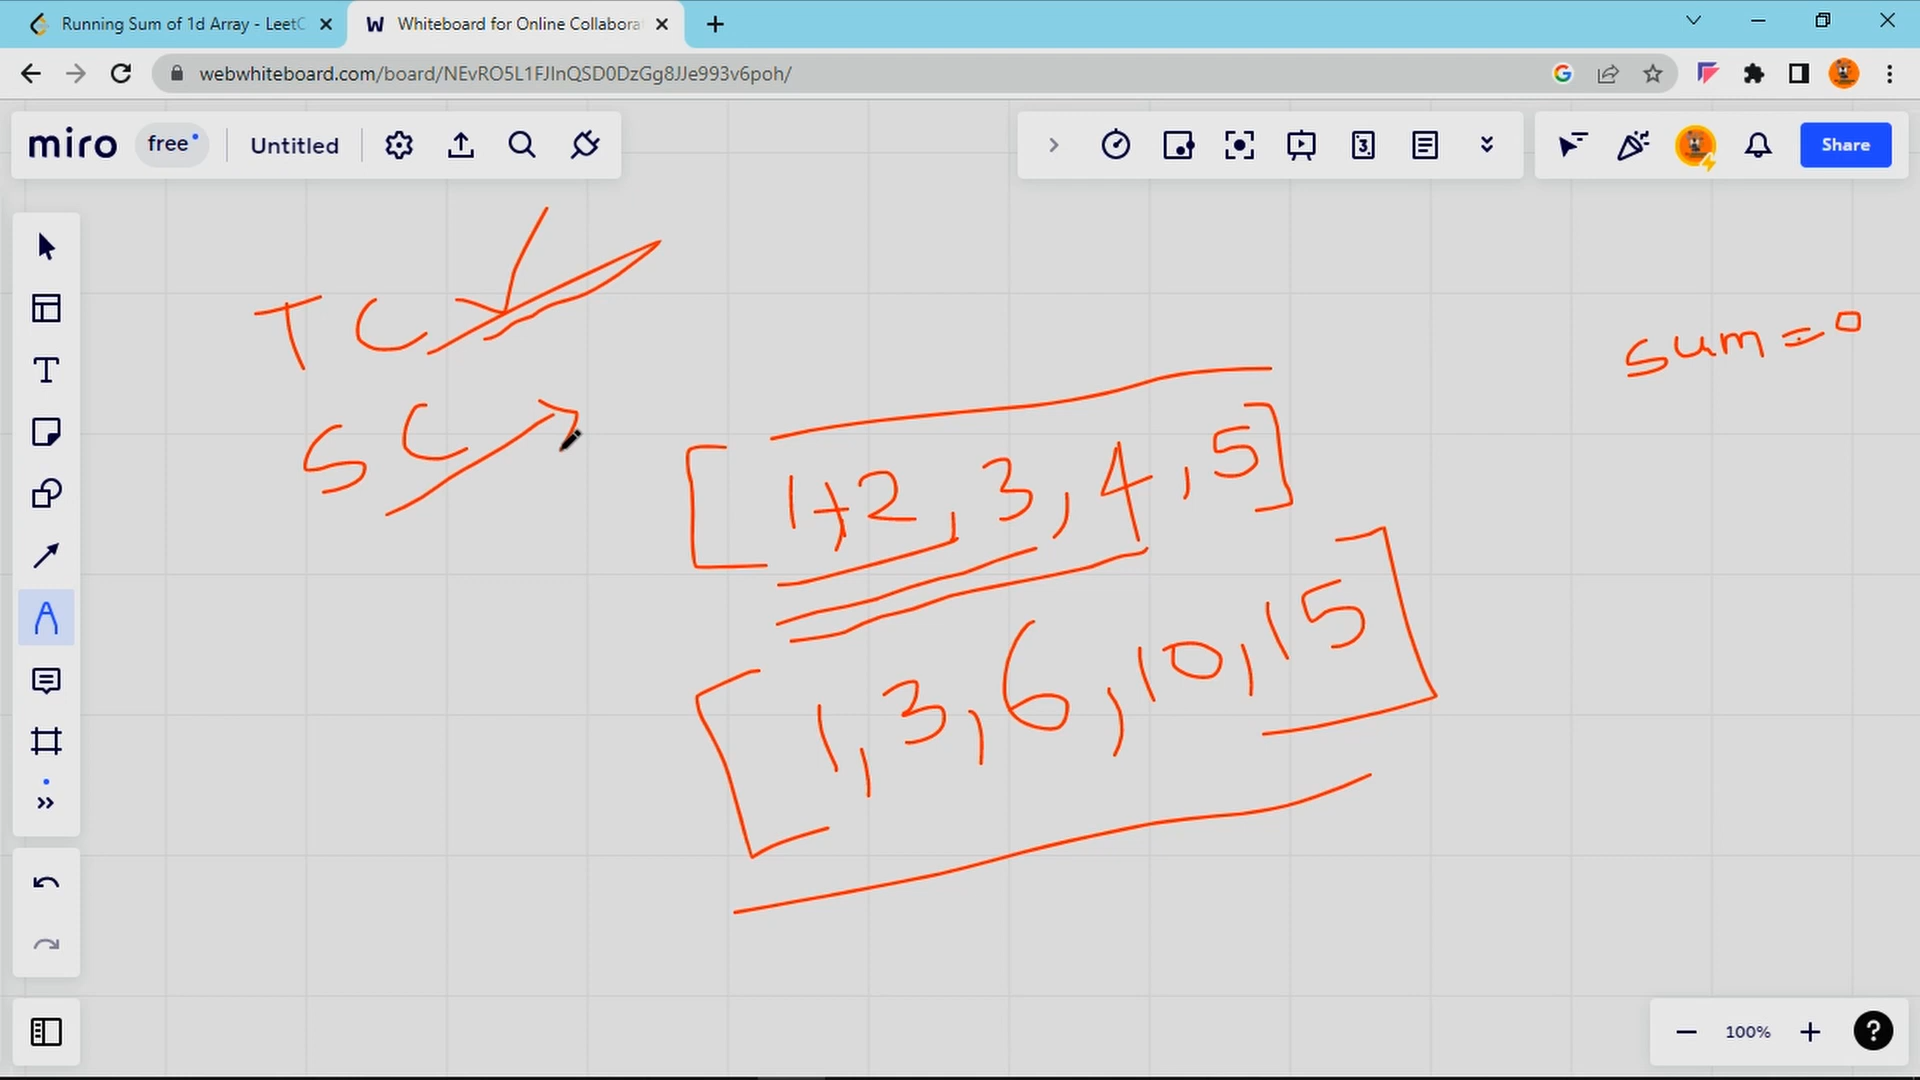 Running Sum of 1d Array - LeetC
Whiteboard for Online Collabora
webwhiteboard.com/board/NEvRO5L1FJInQSD0DzGg8JJe993v6poh/
miro free Untitled
Share
TC
sum=0
SC
[1+2,3,4,5]
[1,3,6,10,15]
100%